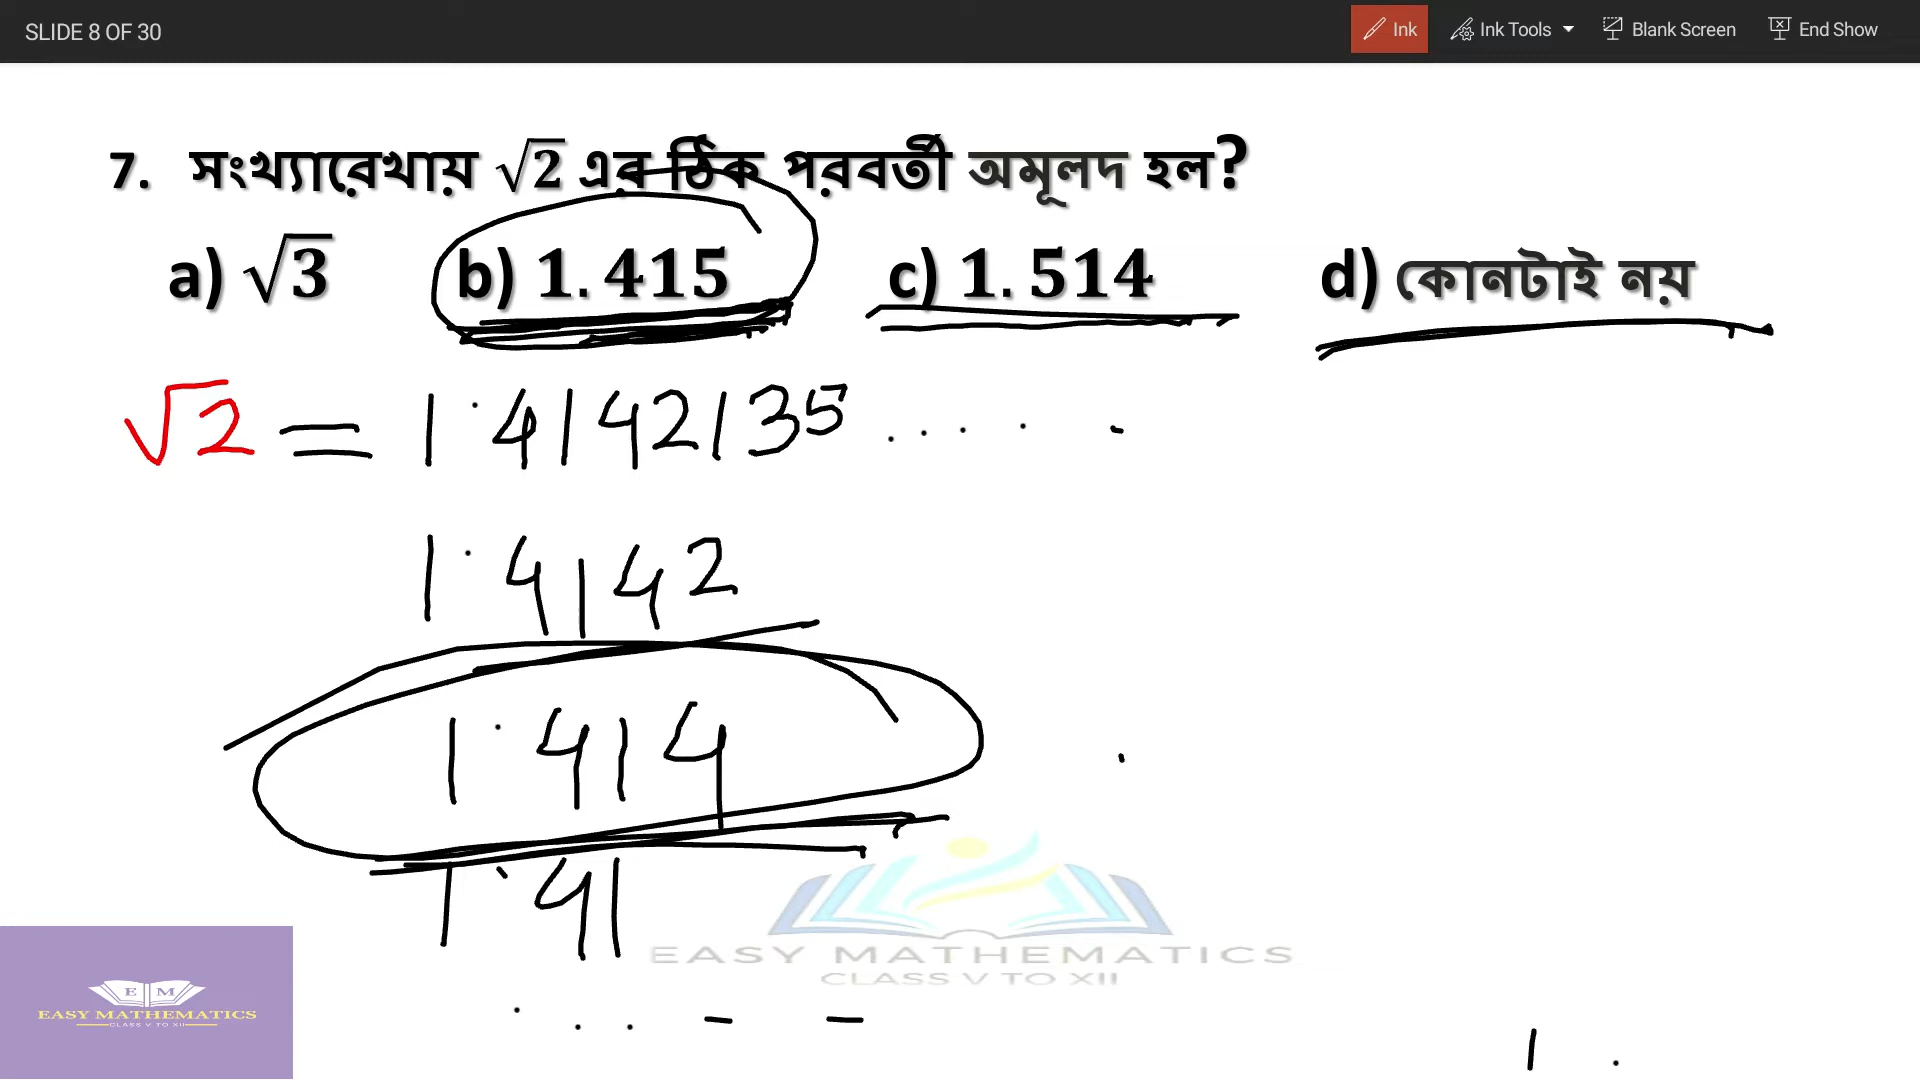 SLIDE 8 OF 30 Ink Ink Tools Blank Screen End Show
7. সংখ্যারেখায় √2 এর ঠিক পরবর্তী অমূলদ হল?
a) √3 b) 1.415 c) 1.514 d) কোনটাই নয়
√2 = 1.4142135.....
1.4142
1.414
1.41
EASY MATHEMATICS
CLASS V TO XII
E M
EASY MATHEMATICS
CLASS V TO XII
... - -
1 .